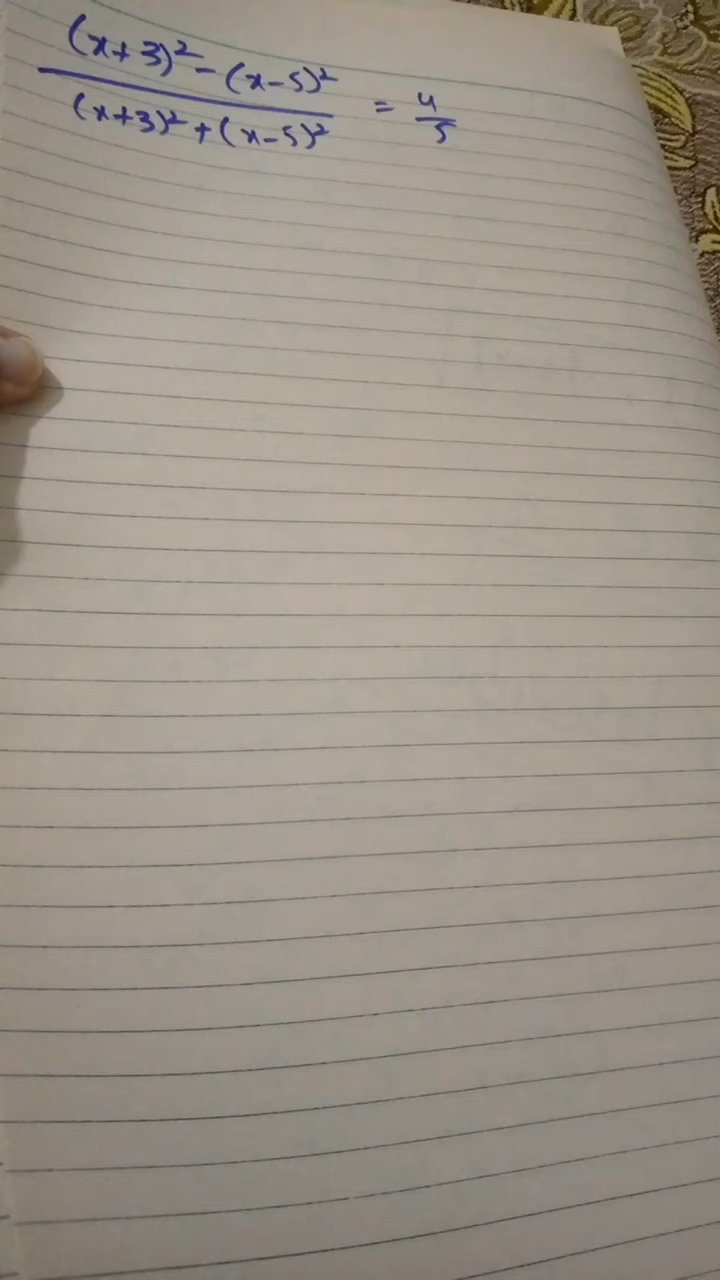 (x+3)²-(x-5)²
(x+3)²+(x-5)² = 4/5